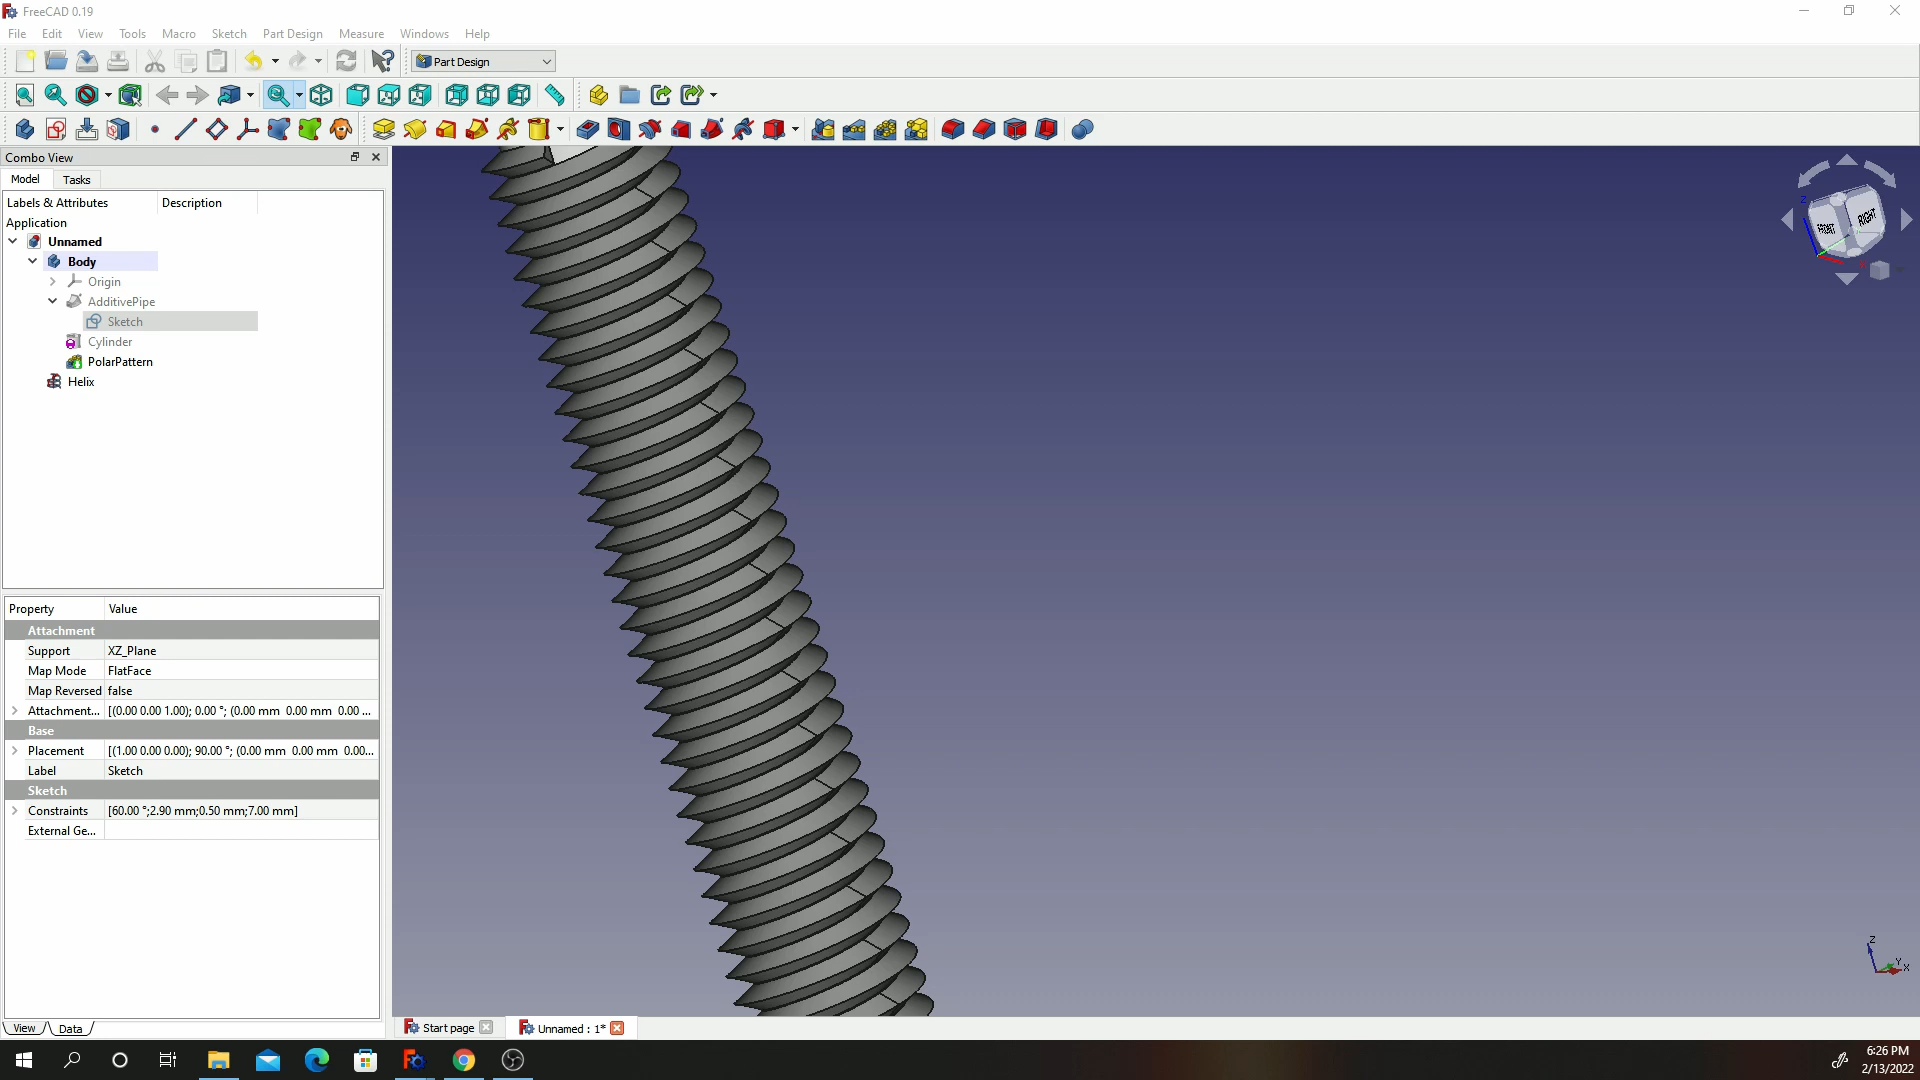 FreeCAD 0.19
File Edit View Tools Macro Sketch Part Design Measure Windows Help
Part Design
Combo View
Model Tasks
Labels & Attributes Description
Application
Unnamed
Body
Origin
AdditivePipe
Sketch
Cylinder
PolarPattern
Helix
Property Value
Attachment
Support XZ_Plane
Map Mode FlatFace
Map Reversed false
Attachment... [(0.00 0.00 1.00); 0.00 °; (0.00 mm 0.00 mm 0.00 ...
Base
Placement [(1.00 0.00 0.00); 90.00 °; (0.00 mm 0.00 mm 0.00...
Label Sketch
Sketch
Constraints [60.00 °;2.90 mm;0.50 mm;7.00 mm]
External Ge...
View Data
FRONT RIGHT
Z
Z
Y
X
Start page Unnamed : 1*
6:26 PM
2/13/2022